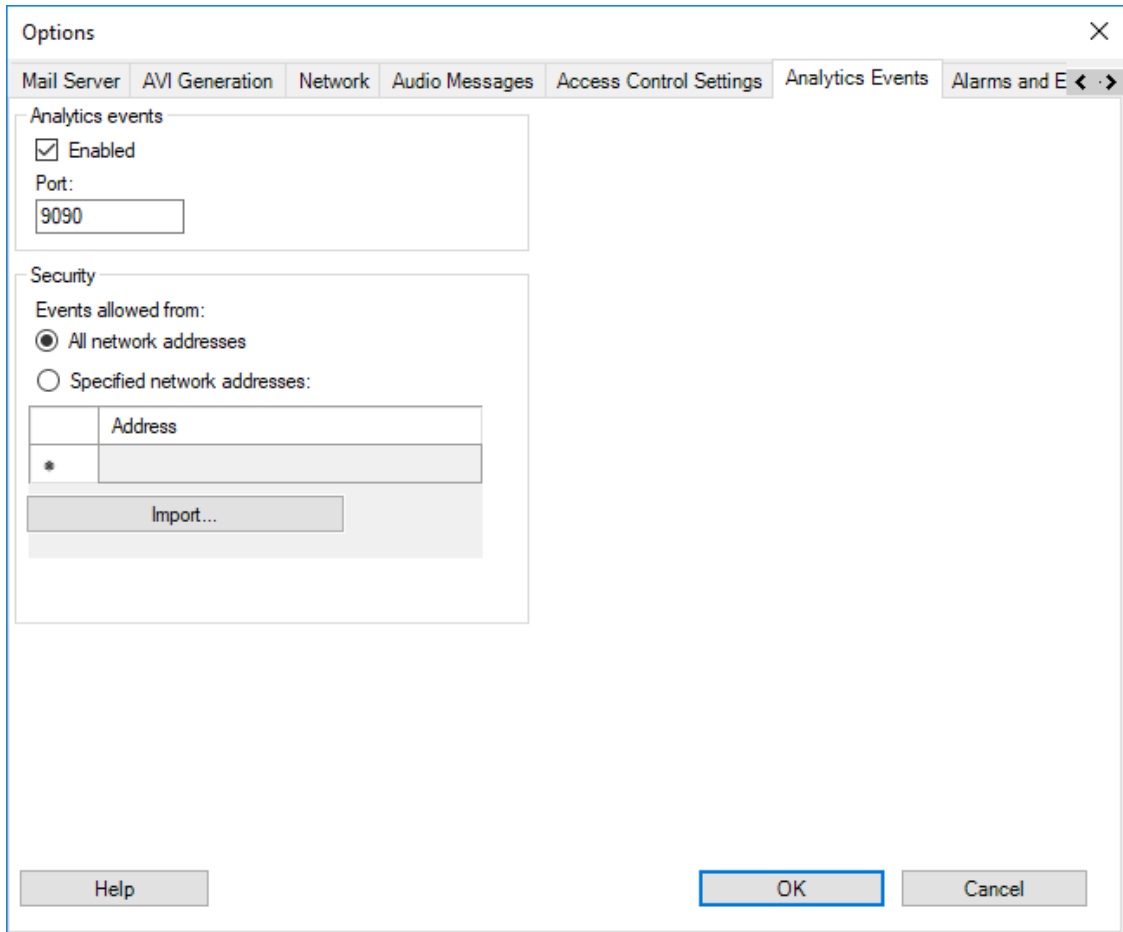 Options
Mail Server AVI Generation Network Audio Messages Access Control Settings Analytics Events Alarms and E
Analytics events
Enabled
Port:
9090
Security
Events allowed from:
All network addresses
Specified network addresses:
Address
*
Import...
Help OK Cancel